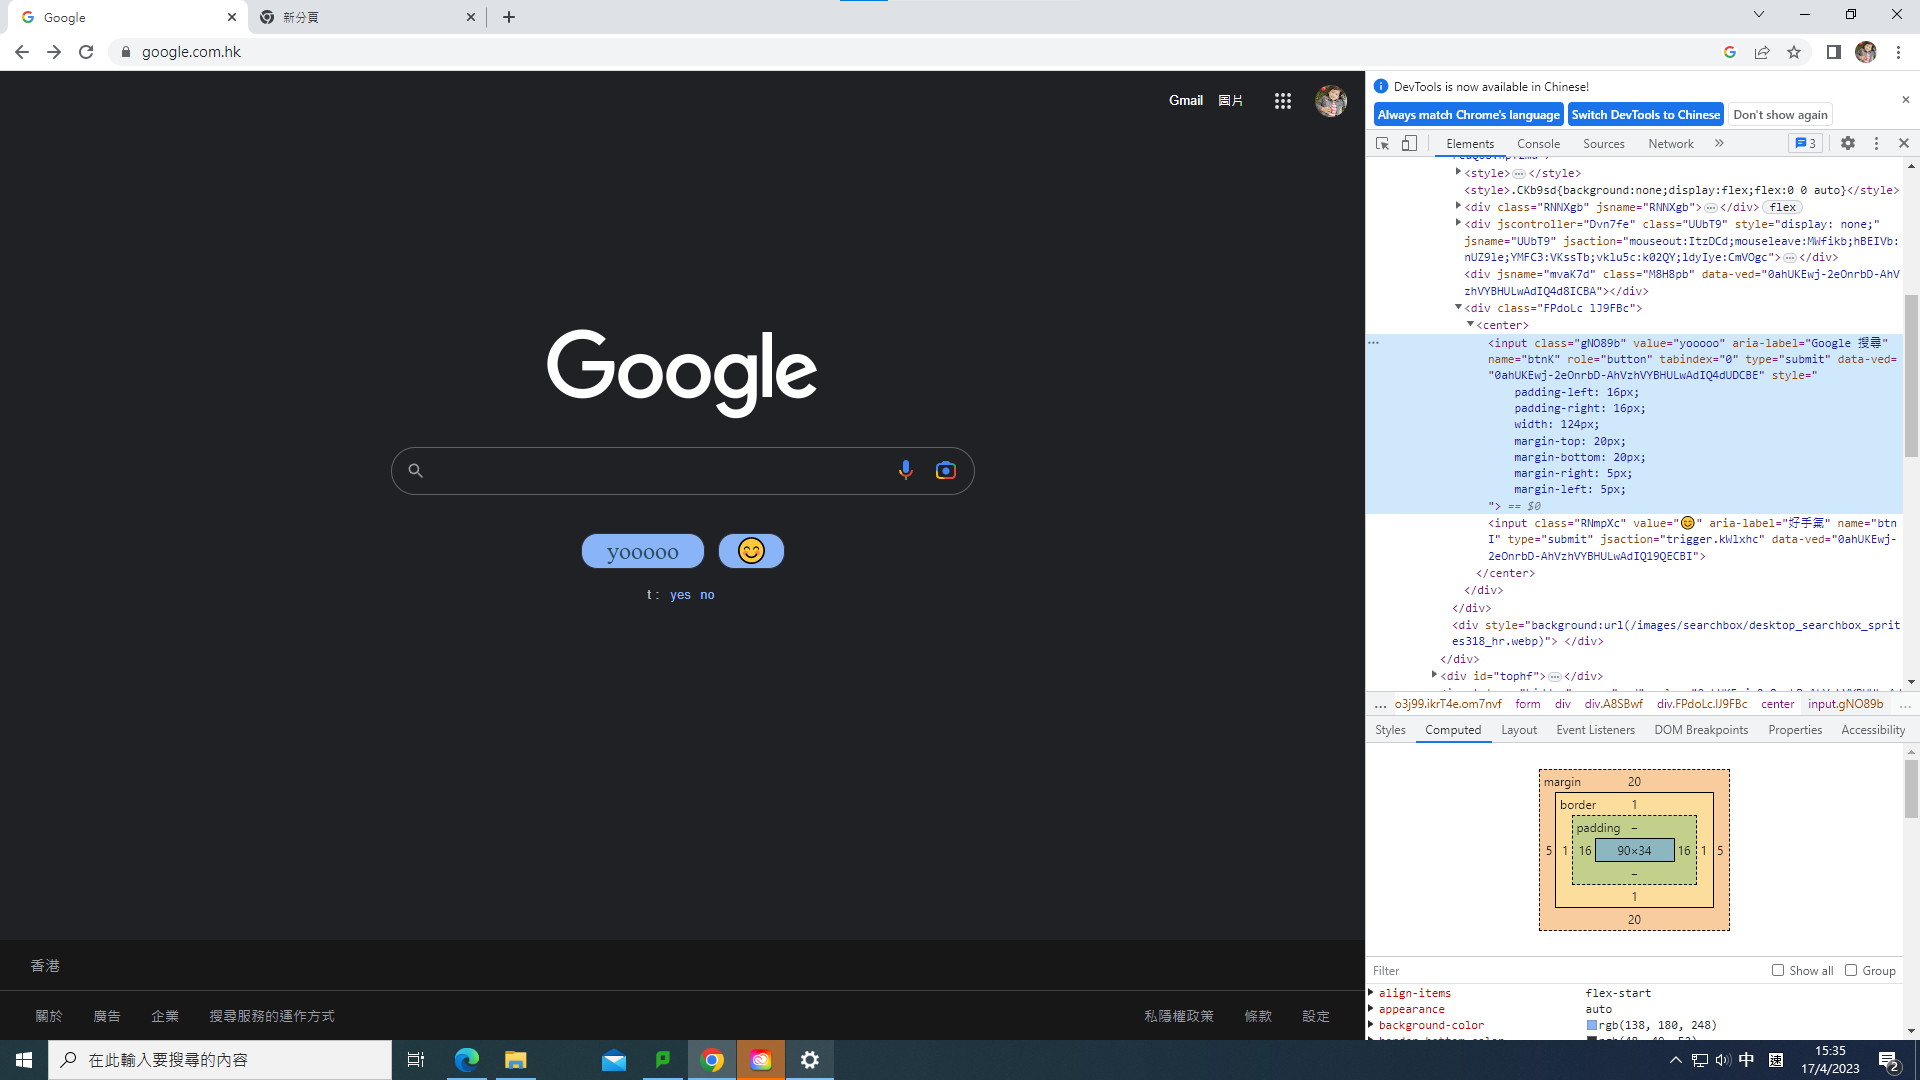 Google
新分頁
google.com.hk
Gmail 圖片
Google
yooooo 😊
t : yes no
香港
關於 廣告 企業 搜尋服務的運作方式 私隱權政策 條款 設定
DevTools is now available in Chinese!
Always match Chrome's language Switch DevTools to Chinese Don't show again
Elements Console Sources Network » 3
<style>…</style>
<style>.CKb9sd{background:none;display:flex;flex:0 0 auto}</style>
<div class="RNNXgb" jsname="RNNXgb">…</div> flex
<div jscontroller="Dvn7fe" class="UUbT9" style="display: none;"
jsname="UUbT9" jsaction="mouseout:ItzDCd;mouseleave:MWfikb;hBEIVb:
nUZ9le;YMFC3:VKssTb;vklu5c:k02QY;ldyIye:CmVOgc">…</div>
<div jsname="mvaK7d" class="M8H8pb" data-ved="0ahUKEwj-2eOnrbD-AhV
zhVYBHULwAdIQ4d8ICBA"></div>
<div class="FPdoLc lJ9FBc">
<center>
<input class="gNO89b" value="yooooo" aria-label="Google 搜尋"
name="btnK" role="button" tabindex="0" type="submit" data-ved=
"0ahUKEwj-2eOnrbD-AhVzhVYBHULwAdIQ4dUDCBE" style="
padding-left: 16px;
padding-right: 16px;
width: 124px;
margin-top: 20px;
margin-bottom: 20px;
margin-right: 5px;
margin-left: 5px;
"> == $0
<input class="RNmpXc" value="😊" aria-label="好手氣" name="btn
I" type="submit" jsaction="trigger.kWlxhc" data-ved="0ahUKEwj-
2eOnrbD-AhVzhVYBHULwAdIQ19QECBI">
</center>
</div>
</div>
<div style="background:url(/images/searchbox/desktop_searchbox_sprit
es318_hr.webp)"> </div>
</div>
<div id="tophf">…</div>
… o3j99.ikrT4e.om7nvf form div div.A8SBwf div.FPdoLc.lJ9FBc center input.gNO89b …
Styles Computed Layout Event Listeners DOM Breakpoints Properties Accessibility
margin 20
border 1
padding –
5 1 16 90×34 16 1 5
–
1
20
Filter Show all Group
align-items flex-start
appearance auto
background-color rgb(138, 180, 248)
在此輸入要搜尋的內容
中 速
15:35
17/4/2023
2